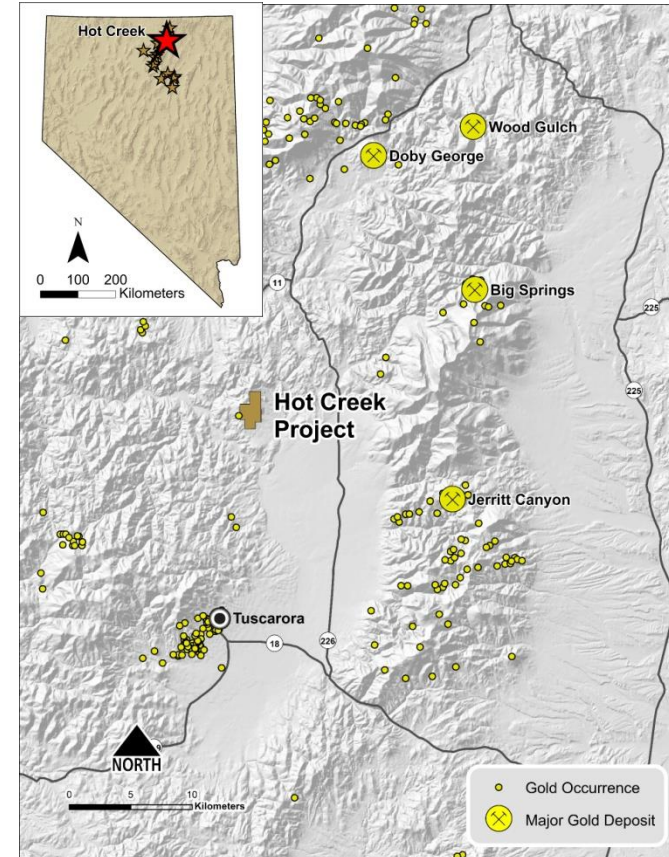 Hot Creek
N
0 100 200
Kilometers
Wood Gulch
Doby George
11
Big Springs
225
225
Hot Creek
Project
Jerritt Canyon
Tuscarora
18
226
9
NORTH
0 5 10
Kilometers
Gold Occurrence
Major Gold Deposit